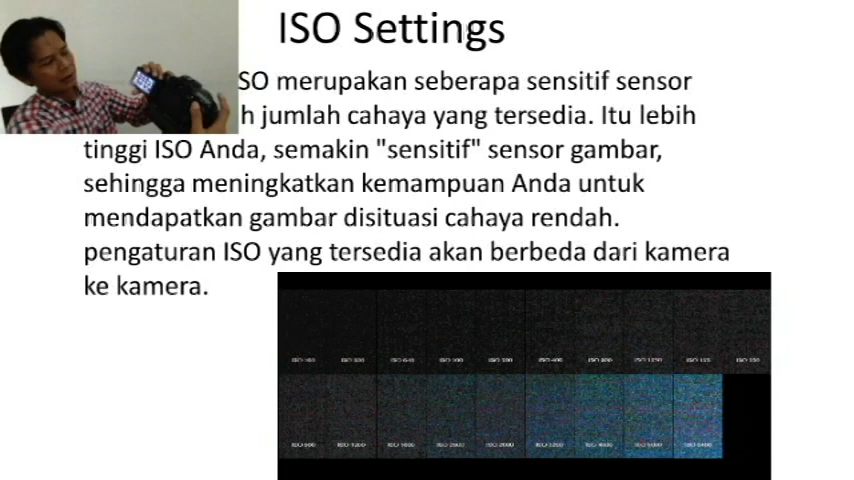 ISO Settings
SO merupakan seberapa sensitif sensor
h jumlah cahaya yang tersedia. Itu lebih
tinggi ISO Anda, semakin "sensitif" sensor gambar,
sehingga meningkatkan kemampuan Anda untuk
mendapatkan gambar disituasi cahaya rendah.
pengaturan ISO yang tersedia akan berbeda dari kamera
ke kamera.